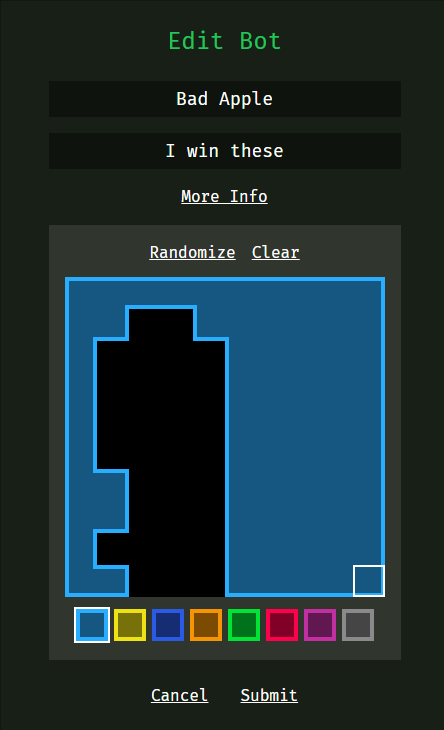 Edit Bot
Bad Apple
I win these
More Info
Randomize Clear
Cancel Submit